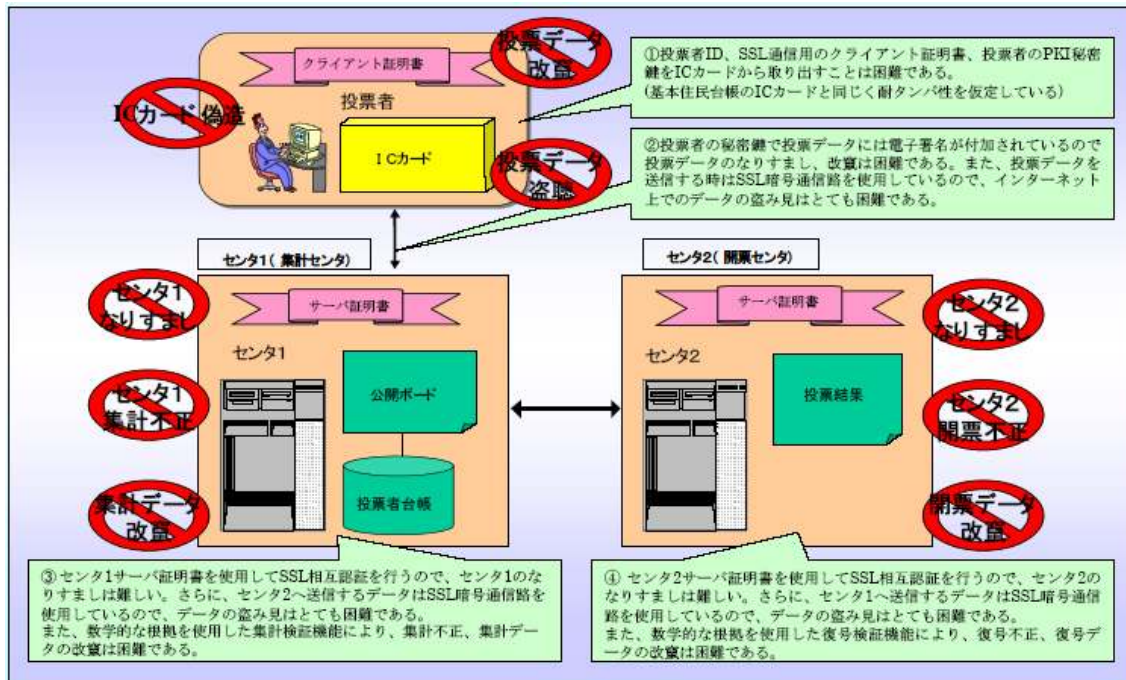 クライアント証明書
投票者
ICカード
ICカード 偽造
投票データ
改竄
投票データ
盗聴
①投票者ID、SSL通信用のクライアント証明書、投票者のPKI秘密
鍵をICカードから取り出すことは困難である。
(基本住民台帳のICカードと同じく耐タンパ性を仮定している)
②投票者の秘密鍵で投票データには電子署名が付加されているので
投票データのなりすまし、改竄は困難である。また、投票データを
送信する時はSSL暗号通信路を使用しているので、インターネット
上でのデータの盗み見はとても困難である。
センタ1( 集計センタ)
センタ1
なりすまし
センタ1
集計不正
集計データ
改竄
サーバ証明書
センタ1
公開ボード
投票者台帳
センタ2( 開票センタ)
サーバ証明書
センタ2
投票結果
センタ2
なりすまし
センタ2
開票不正
開票データ
改竄
③ センタ1サーバ証明書を使用してSSL相互認証を行うので、センタ1のな
りすましは難しい。さらに、センタ2へ送信するデータはSSL暗号通信路を
使用しているので、データの盗み見はとても困難である。
また、数学的な根拠を使用した集計検証機能により、集計不正、集計デー
タの改竄は困難である。
④ センタ2サーバ証明書を使用してSSL相互認証を行うので、センタ2の
なりすましは難しい。さらに、センタ1へ送信するデータはSSL暗号通信
路を使用しているので、データの盗み見はとても困難である。
また、数学的な根拠を使用した復号検証機能により、復号不正、復号デ
ータの改竄は困難である。